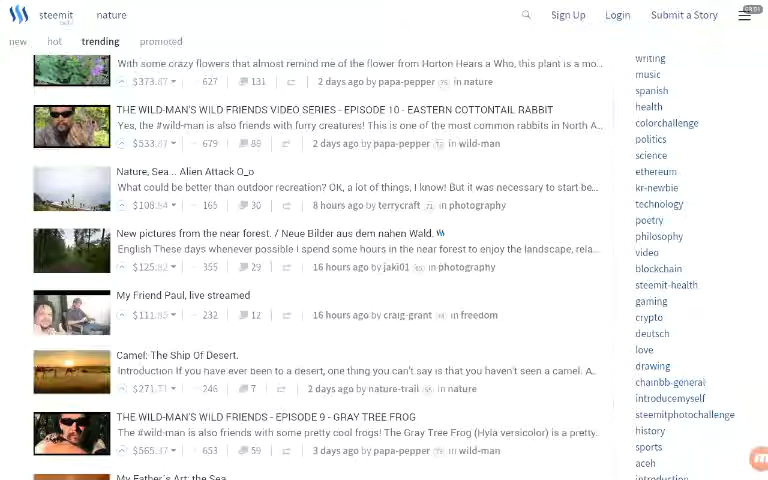 steemit
beta
nature
Sign Up
Login
Submit a Story
new
hot
trending
promoted
With some crazy flowers that almost remind me of the flower from Horton Hears a Who, this plant is a mo...
$373.67 627 131 2 days ago by papa-pepper 75 in nature
THE WILD-MAN'S WILD FRIENDS VIDEO SERIES - EPISODE 10 - EASTERN COTTONTAIL RABBIT
Yes, the #wild-man is also friends with furry creatures! This is one of the most common rabbits in North A...
$533.67 679 88 2 days ago by papa-pepper in wild-man
Nature, Sea... Alien Attack O_o
What could be better than outdoor recreation? OK, a lot of things, I know! But it was necessary to start be...
$108.54 165 30 8 hours ago by terrycraft 71 in photography
New pictures from the near forest. / Neue Bilder aus dem nahen Wald.
English These days whenever possible I spend some hours in the near forest to enjoy the landscape, rela...
$125.82 355 29 16 hours ago by jaki01 in photography
My Friend Paul, live streamed
$111.85 232 12 16 hours ago by craig-grant in freedom
Camel: The Ship Of Desert.
Introduction If you have ever been to a desert, one thing you can't say is that you haven't seen a camel. A..
$271.71 246 7 2 days ago by nature-trail in nature
THE WILD-MAN'S WILD FRIENDS - EPISODE 9 - GRAY TREE FROG
The #wild-man is also friends with some pretty cool frogs! The Gray Tree Frog (Hyla versicolor) is a pretty...
$565.37 653 59 3 days ago by papa-pepper in wild-man
My Father's Art: the Sea
writing
music
spanish
health
colorchallenge
politics
science
ethereum
kr-newbie
technology
poetry
philosophy
video
blockchain
steemit-health
gaming
crypto
deutsch
love
drawing
chainbb-general
introducemyself
steemitphotochallenge
history
sports
aceh
introduction